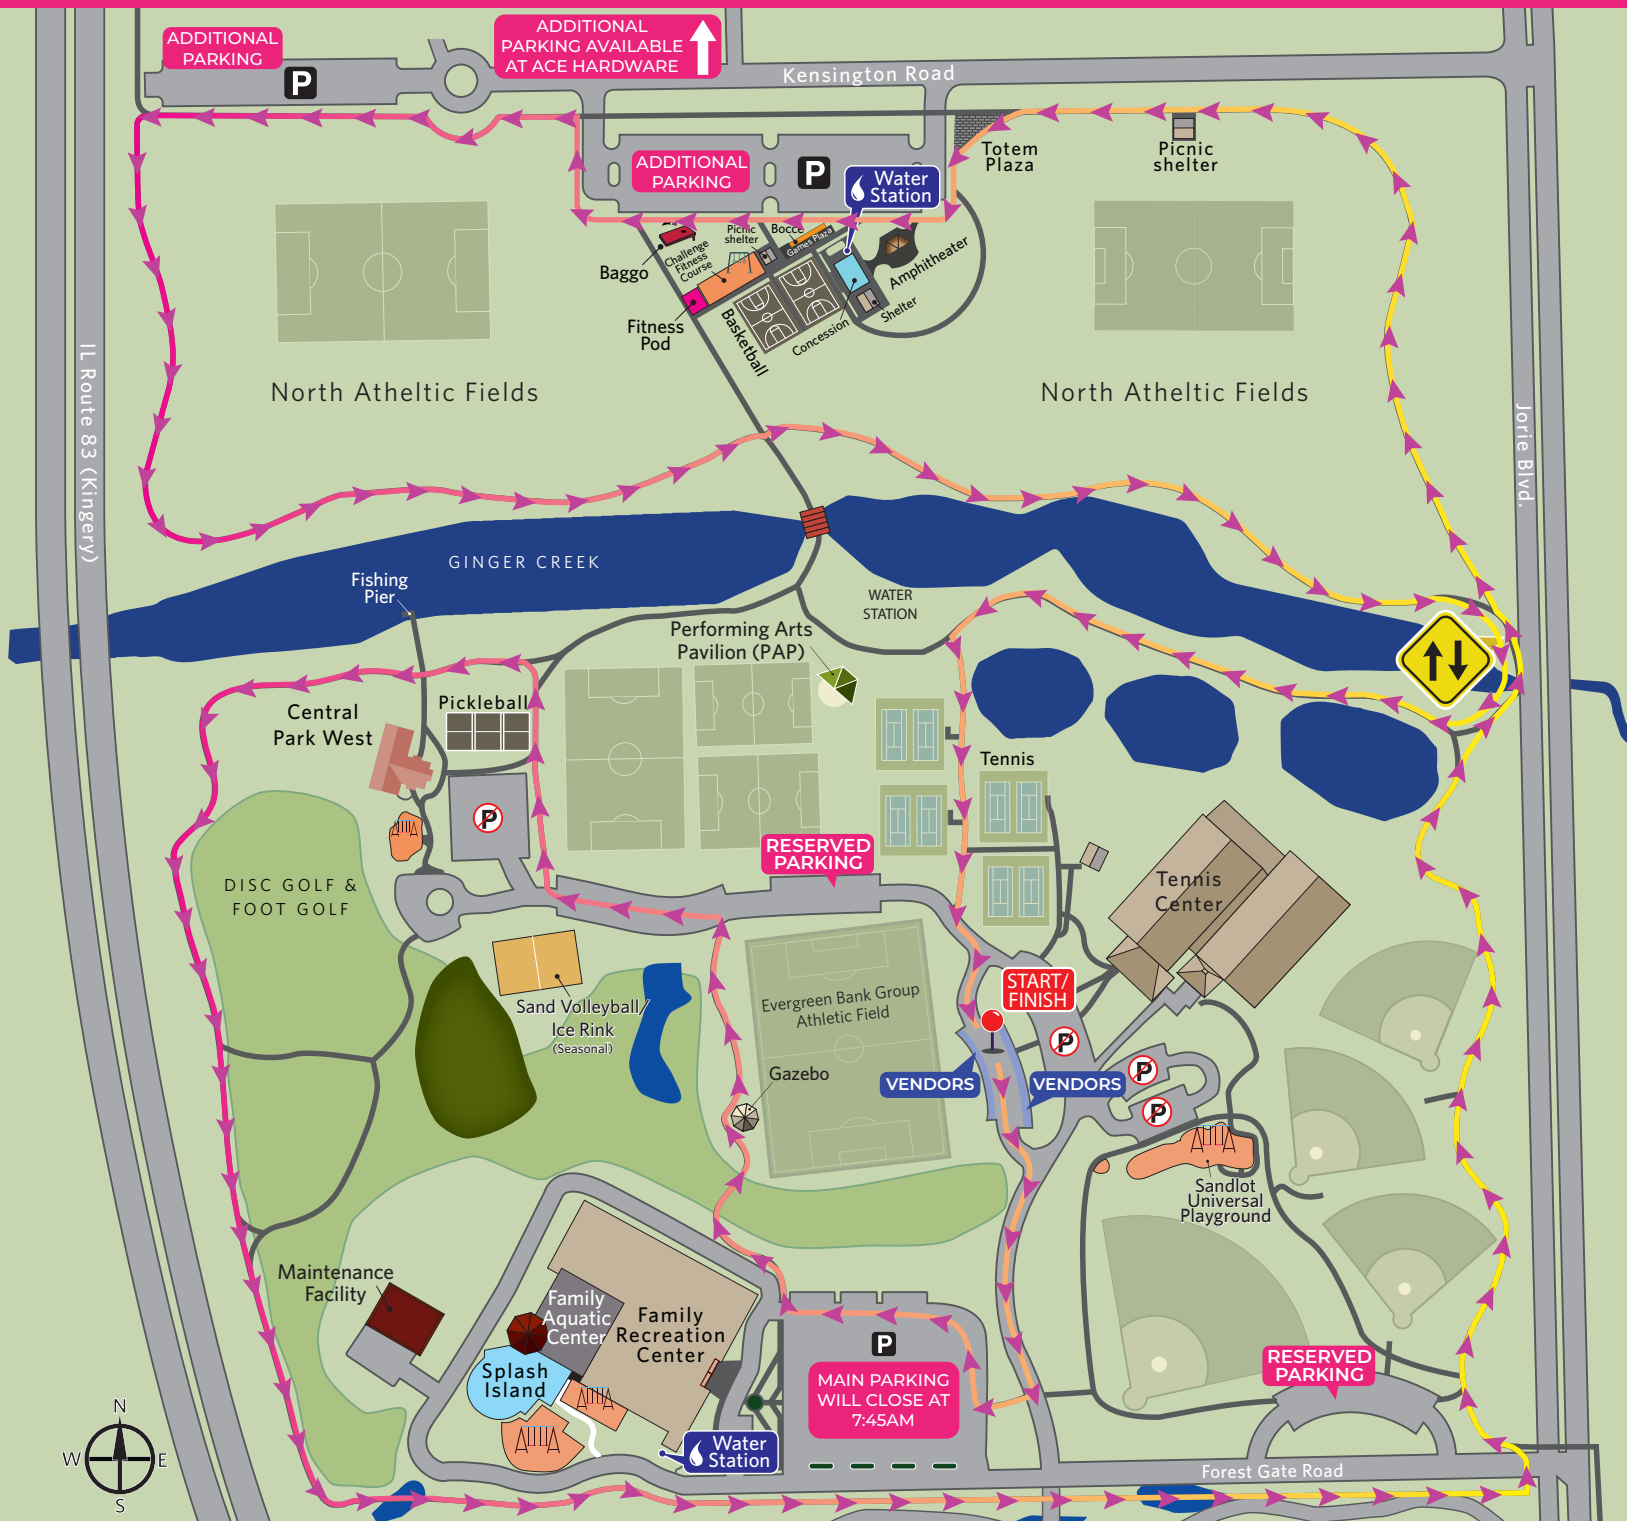 ADDITIONAL
PARKING
P
ADDITIONAL
PARKING AVAILABLE
AT ACE HARDWARE
Kensington Road
ADDITIONAL
PARKING
P
Water
Station
Totem
Plaza
Picnic
shelter
Baggo
Challenge
Fitness
Course
Picnic
shelter
Bocce
Games Plaza
Amphitheater
Shelter
Concession
Basketball
Fitness
Pod
North Atheltic Fields
North Atheltic Fields
IL Route 83 (Kingery)
Jorie Blvd.
GINGER CREEK
Fishing
Pier
WATER
STATION
Performing Arts
Pavilion (PAP)
Pickleball
Central
Park West
P
Tennis
RESERVED
PARKING
Tennis
Center
DISC GOLF &
FOOT GOLF
Sand Volleyball/
Ice Rink
(Seasonal)
Evergreen Bank Group
Athletic Field
START/
FINISH
P
Gazebo
VENDORS
VENDORS
P
P
Sandlot
Universal
Playground
Maintenance
Facility
Family
Aquatic
Center
Family
Recreation
Center
Splash
Island
P
MAIN PARKING
WILL CLOSE AT
7:45AM
RESERVED
PARKING
Water
Station
Forest Gate Road
N
W
E
S